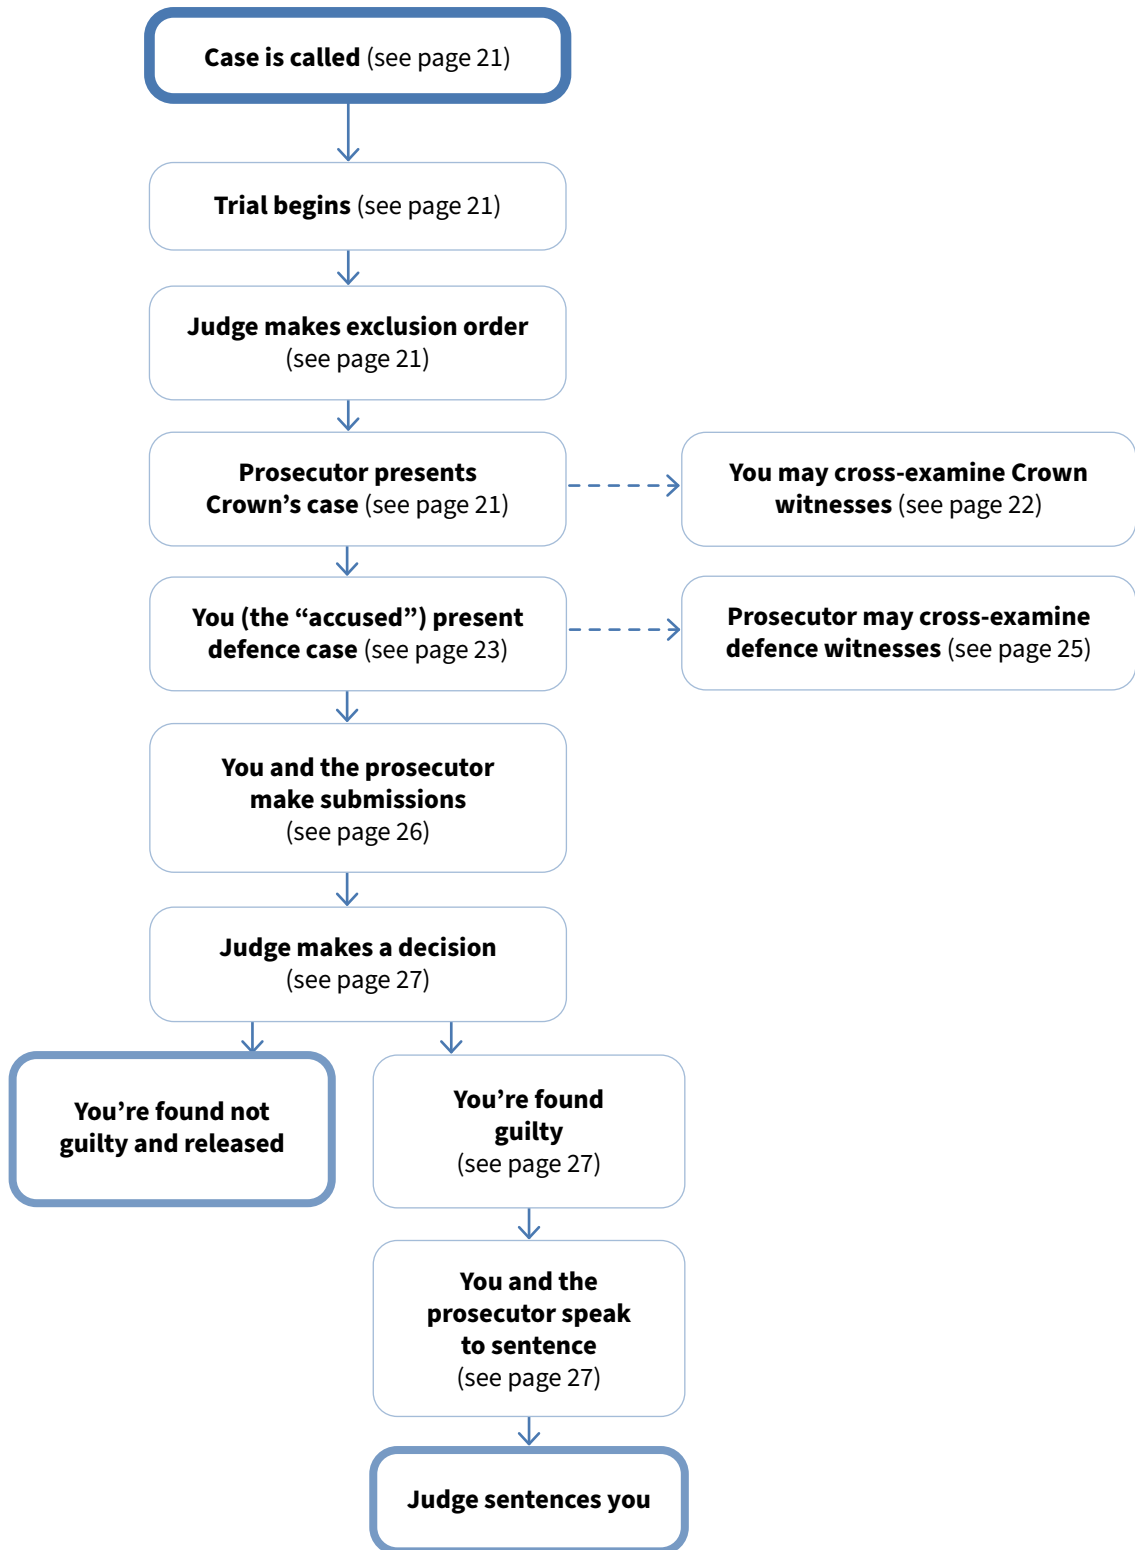 Case is called (see page 21)
Trial begins (see page 21)
Judge makes exclusion order
(see page 21)
Prosecutor presents
Crown’s case (see page 21)
You may cross-examine Crown
witnesses (see page 22)
You (the “accused”) present
defence case (see page 23)
Prosecutor may cross-examine
defence witnesses (see page 25)
You and the prosecutor
make submissions
(see page 26)
Judge makes a decision
(see page 27)
You’re found not
guilty and released
You’re found
guilty
(see page 27)
You and the
prosecutor speak
to sentence
(see page 27)
Judge sentences you